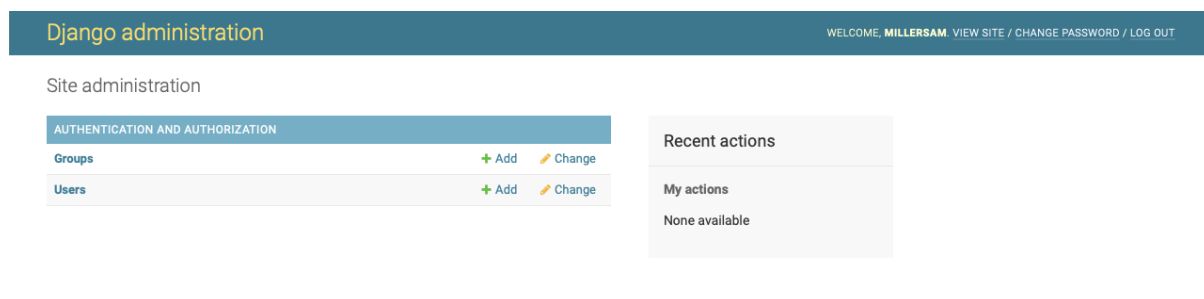 Django administration
WELCOME, MILLERSAM. VIEW SITE / CHANGE PASSWORD / LOG OUT
Site administration
AUTHENTICATION AND AUTHORIZATION
Groups Add Change
Users Add Change
Recent actions
My actions
None available